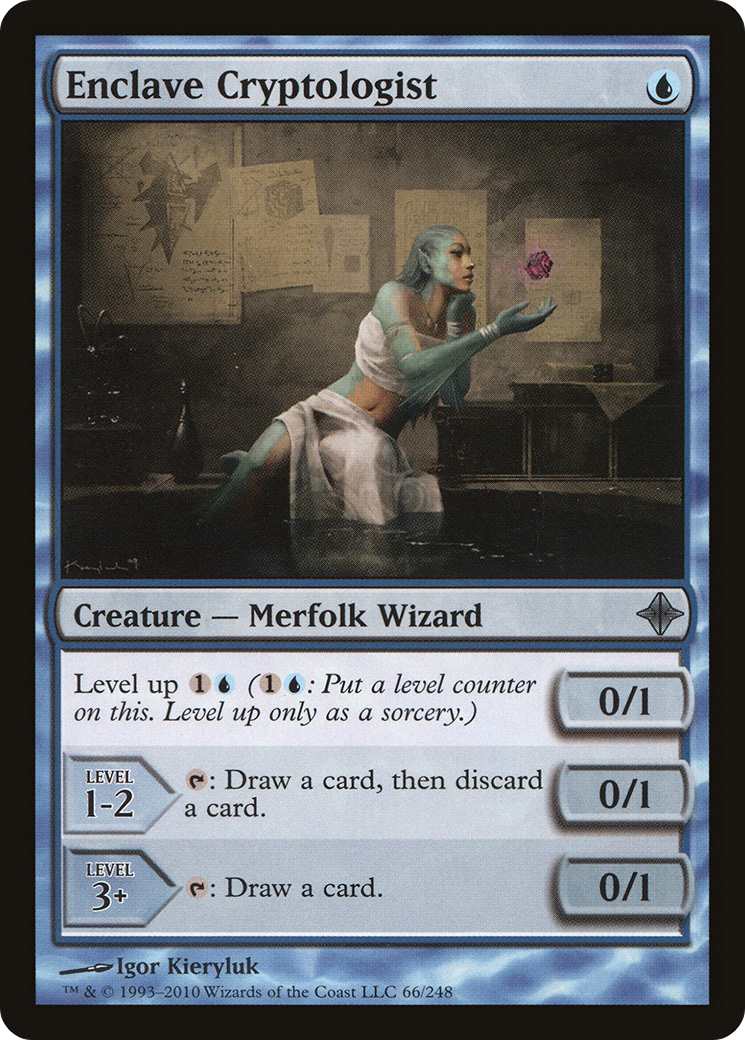 Enclave Cryptologist
Creature — Merfolk Wizard
Level up 1 (1: Put a level counter
on this. Level up only as a sorcery.)
0/1
LEVEL
1-2
: Draw a card, then discard
a card.
0/1
LEVEL
3+
: Draw a card.
0/1
Igor Kieryluk
™ & © 1993–2010 Wizards of the Coast LLC 66/248